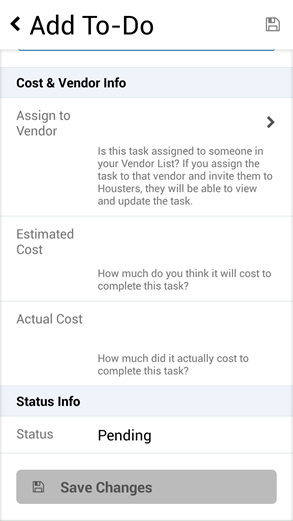 Add To-Do
Cost & Vendor Info
Assign to
Vendor
Is this task assigned to someone in
your Vendor List? If you assign the
task to that vendor and invite them to
Housters, they will be able to view
and update the task.
Estimated
Cost
How much do you think it will cost to
complete this task?
Actual Cost
How much did it actually cost to
complete this task?
Status Info
Status
Pending
Save Changes